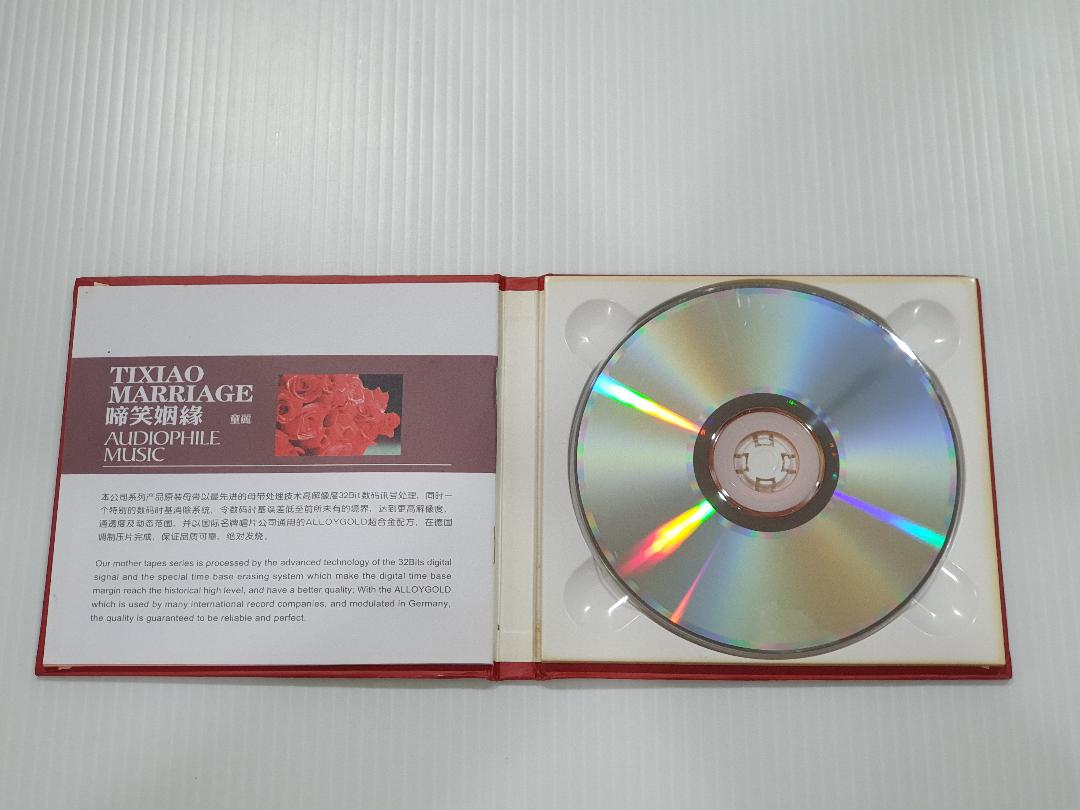 TIXIAO
MARRIAGE
啼笑姻緣 童麗
AUDIOPHILE
MUSIC
本公司系列产品原装母带以最先进的母带处理技术高解像度32Bit数码讯号处理，同时一
个特别的数码时基消除系统，令数码时基误差低至前所未有的境界，达到更高解像度，
通透度及动态范围，并以国际名牌唱片公司通用的ALLOYGOLD超合金配方，在德国
调制压片完成，保证品质可靠，绝对发烧。
Our mother tapes series is processed by the advanced technology of the 32Bits digital
signal and the special time base erasing system which make the digital time base
margin reach the historical high level, and have a better quality; With the ALLOYGOLD
which is used by many international record companies, and modulated in Germany,
the quality is guaranteed to be reliable and perfect.